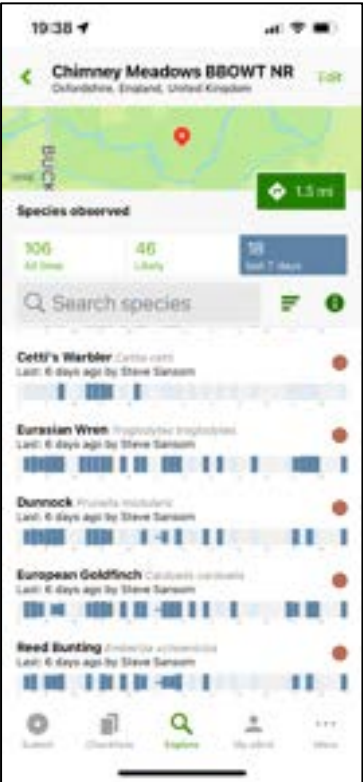 19:38
Chimney Meadows BBOWT NR
Edit
Oxfordshire, England, United Kingdom
BUCK
1.5 mi
Species observed
106
All time
46
Likely
18
last 7 days
Search species
Cetti's Warbler Cettia cetti
Last: 6 days ago by Steve Sansom
Eurasian Wren Troglodytes troglodytes
Last: 6 days ago by Steve Sansom
Dunnock Prunella modularis
Last: 6 days ago by Steve Sansom
European Goldfinch Carduelis carduelis
Last: 6 days ago by Steve Sansom
Reed Bunting Emberiza schoeniclus
Last: 6 days ago by Steve Sansom
Submit
Checklists
Explore
My eBird
More